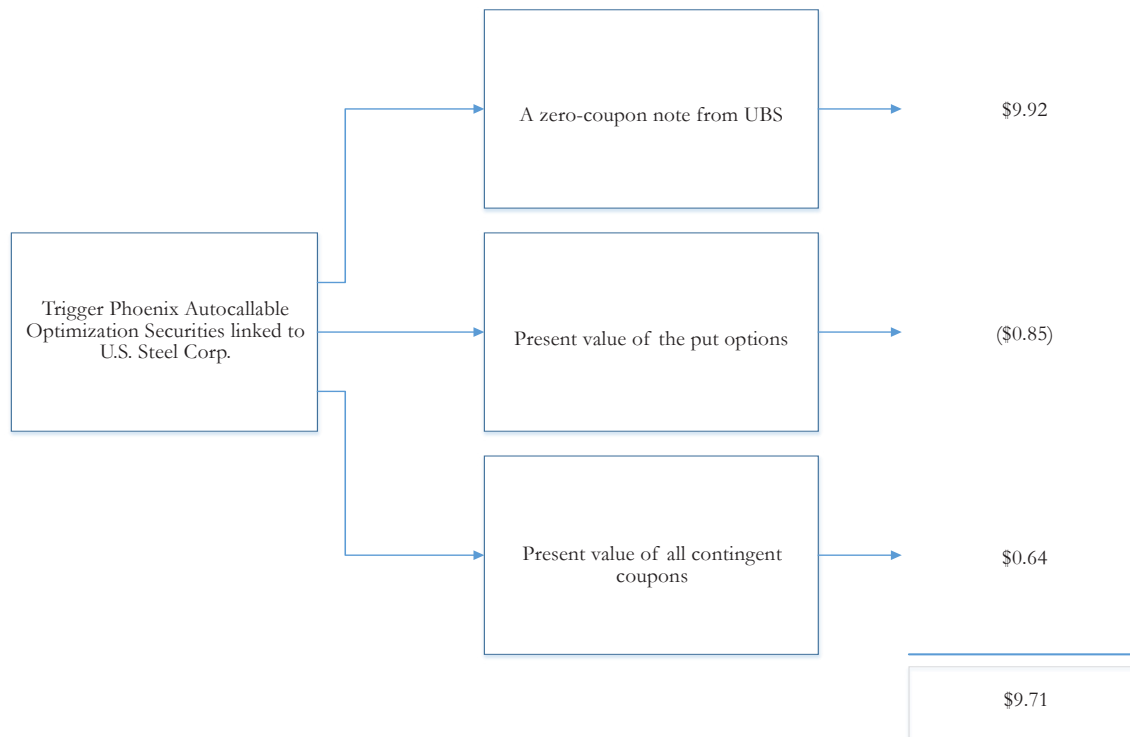 A zero-coupon note from UBS
$9.92
Trigger Phoenix Autocallable
Optimization Securities linked to
U.S. Steel Corp.
Present value of the put options
($0.85)
Present value of all contingent
coupons
$0.64
$9.71